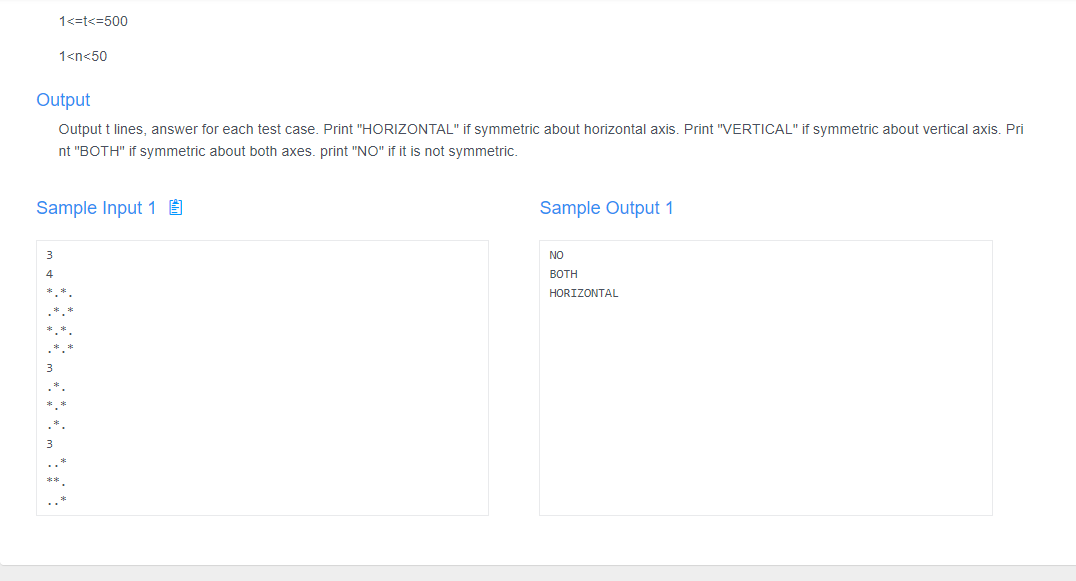 1<=t<=500
1<n<50
Output
Output t lines, answer for each test case. Print "HORIZONTAL" if symmetric about horizontal axis. Print "VERTICAL" if symmetric about vertical axis. Pri
nt "BOTH" if symmetric about both axes. print "NO" if it is not symmetric.
Sample Input 1
3
4
*.*.
.*.*
*.*.
.*.*
3
.*.
*.*
.*.
3
..*
**.
..*
Sample Output 1
NO
BOTH
HORIZONTAL